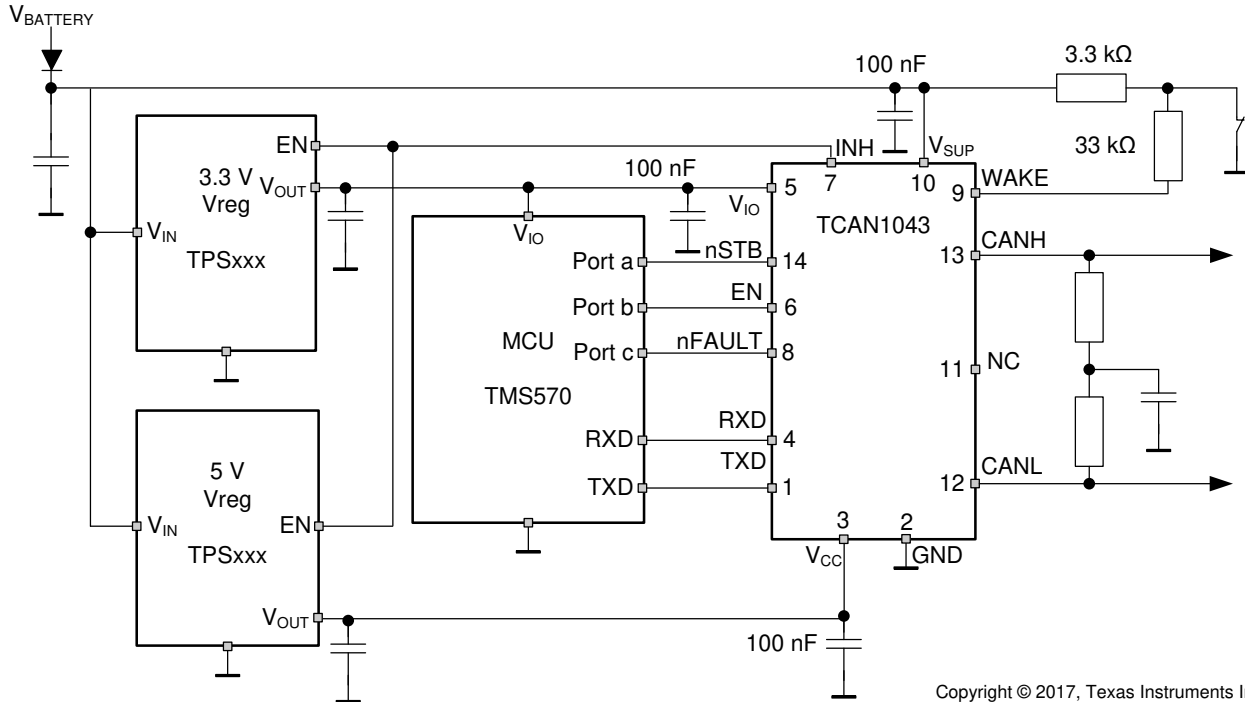 VBATTERY
100 nF
3.3 kΩ
33 kΩ
EN
3.3 V
Vreg
VOUT
VIN
TPSxxx
100 nF
INH
7
VSUP
10
5
VIO
TCAN1043
9
WAKE
13
CANH
11
NC
12
CANL
VIO
Port a
nSTB
14
Port b
EN
6
MCU
Port c
nFAULT
8
TMS570
RXD
RXD
4
TXD
TXD
1
5 V
Vreg
VIN
EN
TPSxxx
VOUT
3
2
VCC
GND
100 nF
Copyright © 2017, Texas Instruments